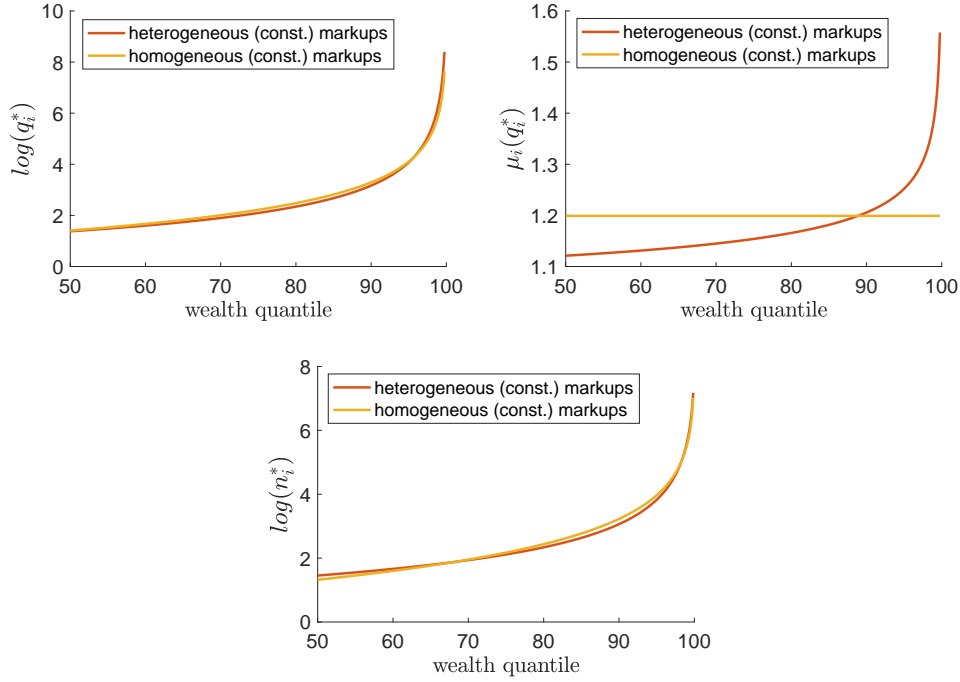 10
8
6
4
2
0
log(q_i^*)
heterogeneous (const.) markups
homogeneous (const.) markups
50 60 70 80 90 100
wealth quantile
1.6
1.5
1.4
1.3
1.2
1.1
μ_i(q_i^*)
heterogeneous (const.) markups
homogeneous (const.) markups
50 60 70 80 90 100
wealth quantile
8
6
4
2
0
log(n_i^*)
heterogeneous (const.) markups
homogeneous (const.) markups
50 60 70 80 90 100
wealth quantile